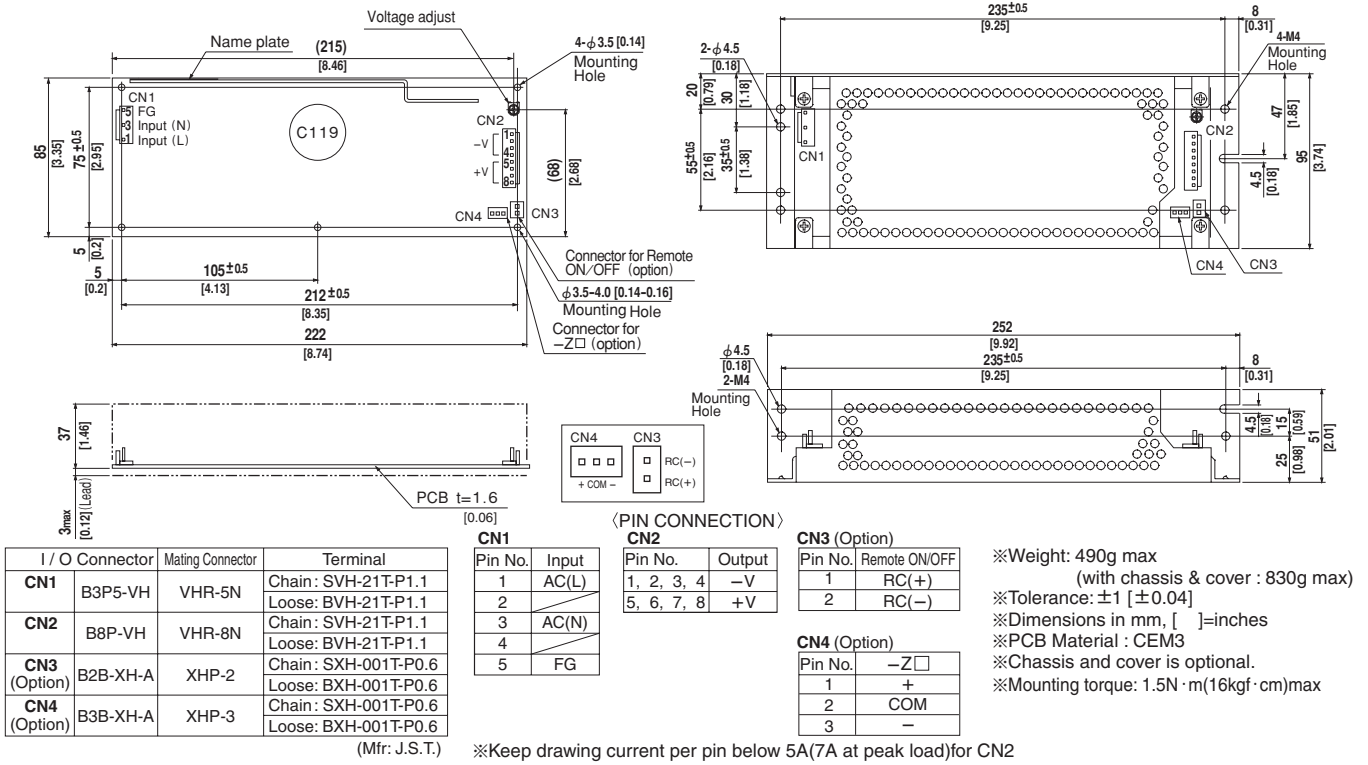 Voltage adjust
Name plate
(215)
[8.46]
4-φ3.5 [0.14]
Mounting
Hole
CN1
5 FG
3 Input (N)
1 Input (L)
C119
CN2
1
−V
4
5
+V
8
CN4
CN3
85
[3.35]
75±0.5
[2.95]
(68)
[2.68]
5
[0.2]
5
[0.2]
105±0.5
[4.13]
212±0.5
[8.35]
222
[8.74]
Connector for Remote
ON/OFF (option)
φ3.5-4.0 [0.14-0.16]
Mounting Hole
Connector for
−Z□ (option)
235±0.5
[9.25]
8
[0.31]
2-φ4.5
[0.18]
4-M4
Mounting
Hole
20
[0.79]
30
[1.18]
55±0.5
[2.16]
35±0.5
[1.38]
CN1
CN2
47
[1.85]
4.5
[0.18]
95
[3.74]
CN4
CN3
252
[9.92]
235±0.5
[9.25]
8
[0.31]
φ4.5
[0.18]
2-M4
Mounting
Hole
4.5
[0.18]
15
[0.59]
25
[0.98]
51
[2.01]
37
[1.46]
3max
[0.12](Lead)
PCB t=1.6
[0.06]
CN4
+ COM −
CN3
RC(−)
RC(+)
〈PIN CONNECTION〉
I / O Connector Mating Connector Terminal
CN1 B3P5-VH VHR-5N Chain : SVH-21T-P1.1
Loose: BVH-21T-P1.1
CN2 B8P-VH VHR-8N Chain : SVH-21T-P1.1
Loose: BVH-21T-P1.1
CN3 (Option) B2B-XH-A XHP-2 Chain : SXH-001T-P0.6
Loose: BXH-001T-P0.6
CN4 (Option) B3B-XH-A XHP-3 Chain : SXH-001T-P0.6
Loose: BXH-001T-P0.6
(Mfr: J.S.T.)
CN1
Pin No. Input
1 AC(L)
2
3 AC(N)
4
5 FG
CN2
Pin No. Output
1, 2, 3, 4 −V
5, 6, 7, 8 +V
CN3 (Option)
Pin No. Remote ON/OFF
1 RC(+)
2 RC(−)
CN4 (Option)
Pin No. −Z□
1 +
2 COM
3 −
※Weight: 490g max
(with chassis & cover : 830g max)
※Tolerance: ±1 [±0.04]
※Dimensions in mm, [ ]=inches
※PCB Material : CEM3
※Chassis and cover is optional.
※Mounting torque: 1.5N·m(16kgf·cm)max
※Keep drawing current per pin below 5A(7A at peak load)for CN2